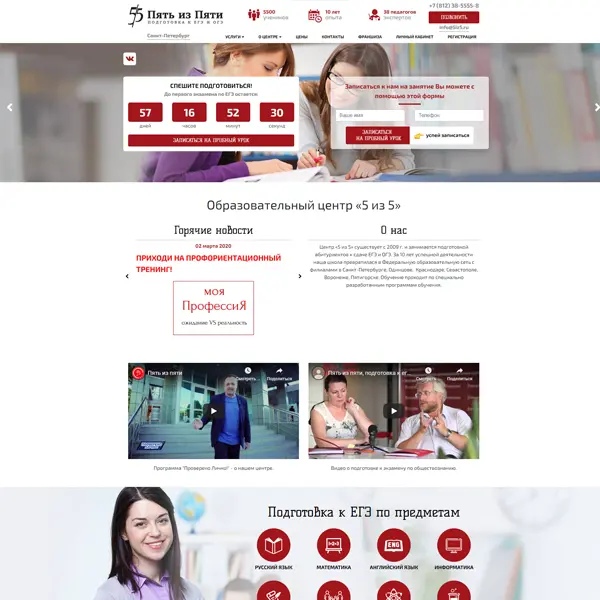 5500
учеников
10 лет
опыта
38 педагогов
экспертов
+7 (812) 38-5555-8
ПОЗВОНИТЬ
info@5iz5.ru
Пять из Пяти
ПОДГОТОВКА К ЕГЭ И ОГЭ
Санкт-Петербург
УСЛУГИ
О ЦЕНТРЕ
ЦЕНЫ
КОНТАКТЫ
ФРАНШИЗА
ЛИЧНЫЙ КАБИНЕТ
РЕГИСТРАЦИЯ
СПЕШИТЕ ПОДГОТОВИТЬСЯ!
До первого экзамена по ЕГЭ остается:
57
16
52
30
дней
часов
минут
секунд
ЗАПИСАТЬСЯ НА ПРОБНЫЙ УРОК
Записаться к нам на занятие Вы можете с
помощью этой формы
Ваше имя
Телефон
ЗАПИСАТЬСЯ
НА ПРОБНЫЙ УРОК
успей записаться
Образовательный центр «5 из 5»
Горячие новости
02 марта 2020
ПРИХОДИ НА ПРОФОРИЕНТАЦИОННЫЙ
ТРЕНИНГ!
моя
ПрофессиЯ
ожидание VS реальность
О нас
Центр «5 из 5» существует с 2009 г. и занимается подготовкой
абитуриентов к сдаче ЕГЭ и ОГЭ. За 10 лет успешной деятельности
наша школа превратилась в Федеральную образовательную сеть с
филиалами в Санкт-Петербурге, Одинцове, Краснодаре, Севастополе,
Воронеже, Пятигорске. Обучение проходит по специально
разработанным программам обучения.
Пять из пяти
Смотреть ...
Поделиться
Программа "Проверено.Лично!" - о нашем центре.
Пять из пяти, подготовка к ег...
Смотреть ...
Поделиться
Видео о подготовке к экзамену по обществознанию.
Подготовка к ЕГЭ по предметам
ENG
РУССКИЙ ЯЗЫК
МАТЕМАТИКА
АНГЛИЙСКИЙ ЯЗЫК
ИНФОРМАТИКА